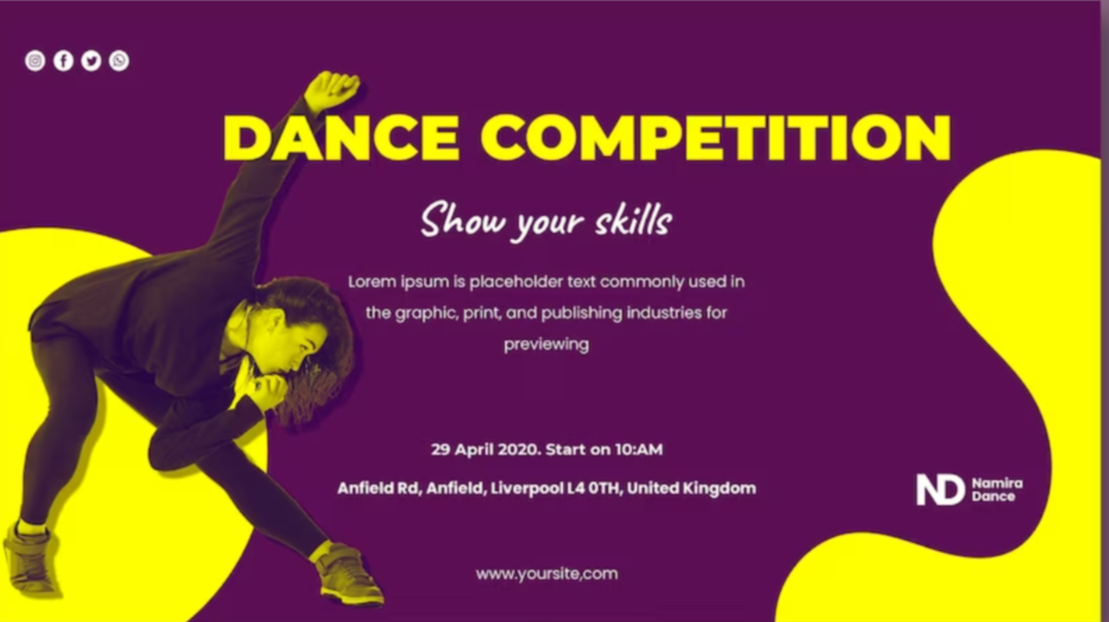 DANCE COMPETITION
Show your skills
Lorem ipsum is placeholder text commonly used in
the graphic, print, and publishing industries for
previewing
29 April 2020. Start on 10:AM
Anfield Rd, Anfield, Liverpool L4 0TH, United Kingdom
ND Namira
Dance
www.yoursite,com